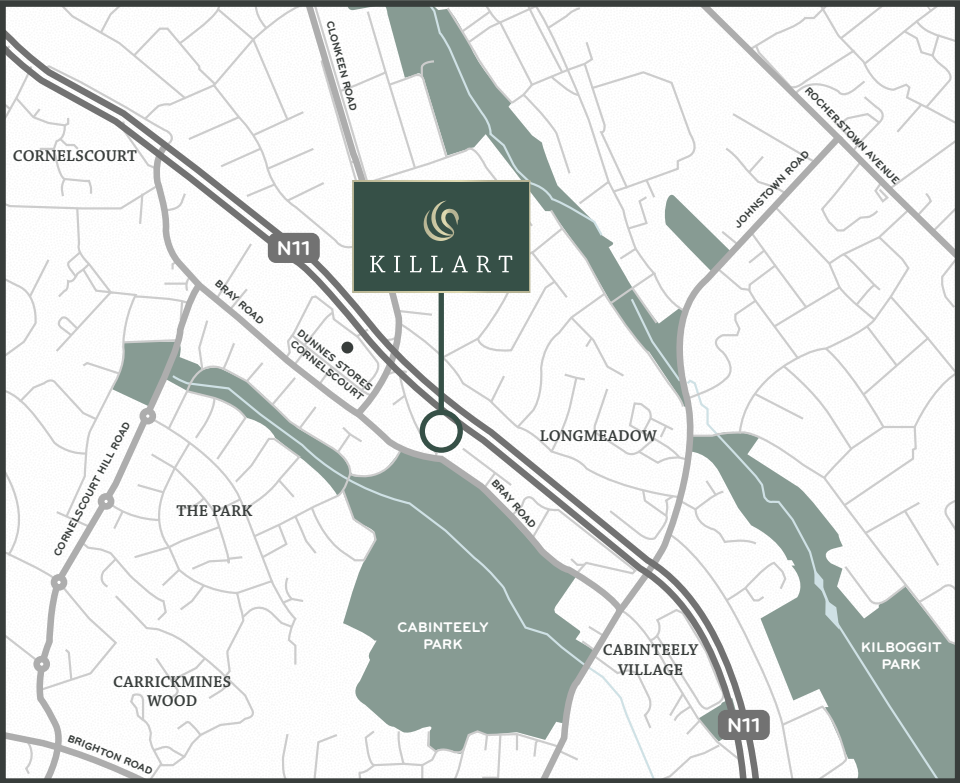 CLONKEEN ROAD
ROCHERSTOWN AVENUE
CORNELSCOURT
JOHNSTOWN ROAD
N11
KILLART
BRAY ROAD
DUNNES STORES
CORNELSCOURT
LONGMEADOW
CORNELSCOURT HILL ROAD
THE PARK
BRAY ROAD
CABINTEELY
PARK
CABINTEELY
VILLAGE
KILBOGGIT
PARK
CARRICKMINES
WOOD
N11
BRIGHTON ROAD